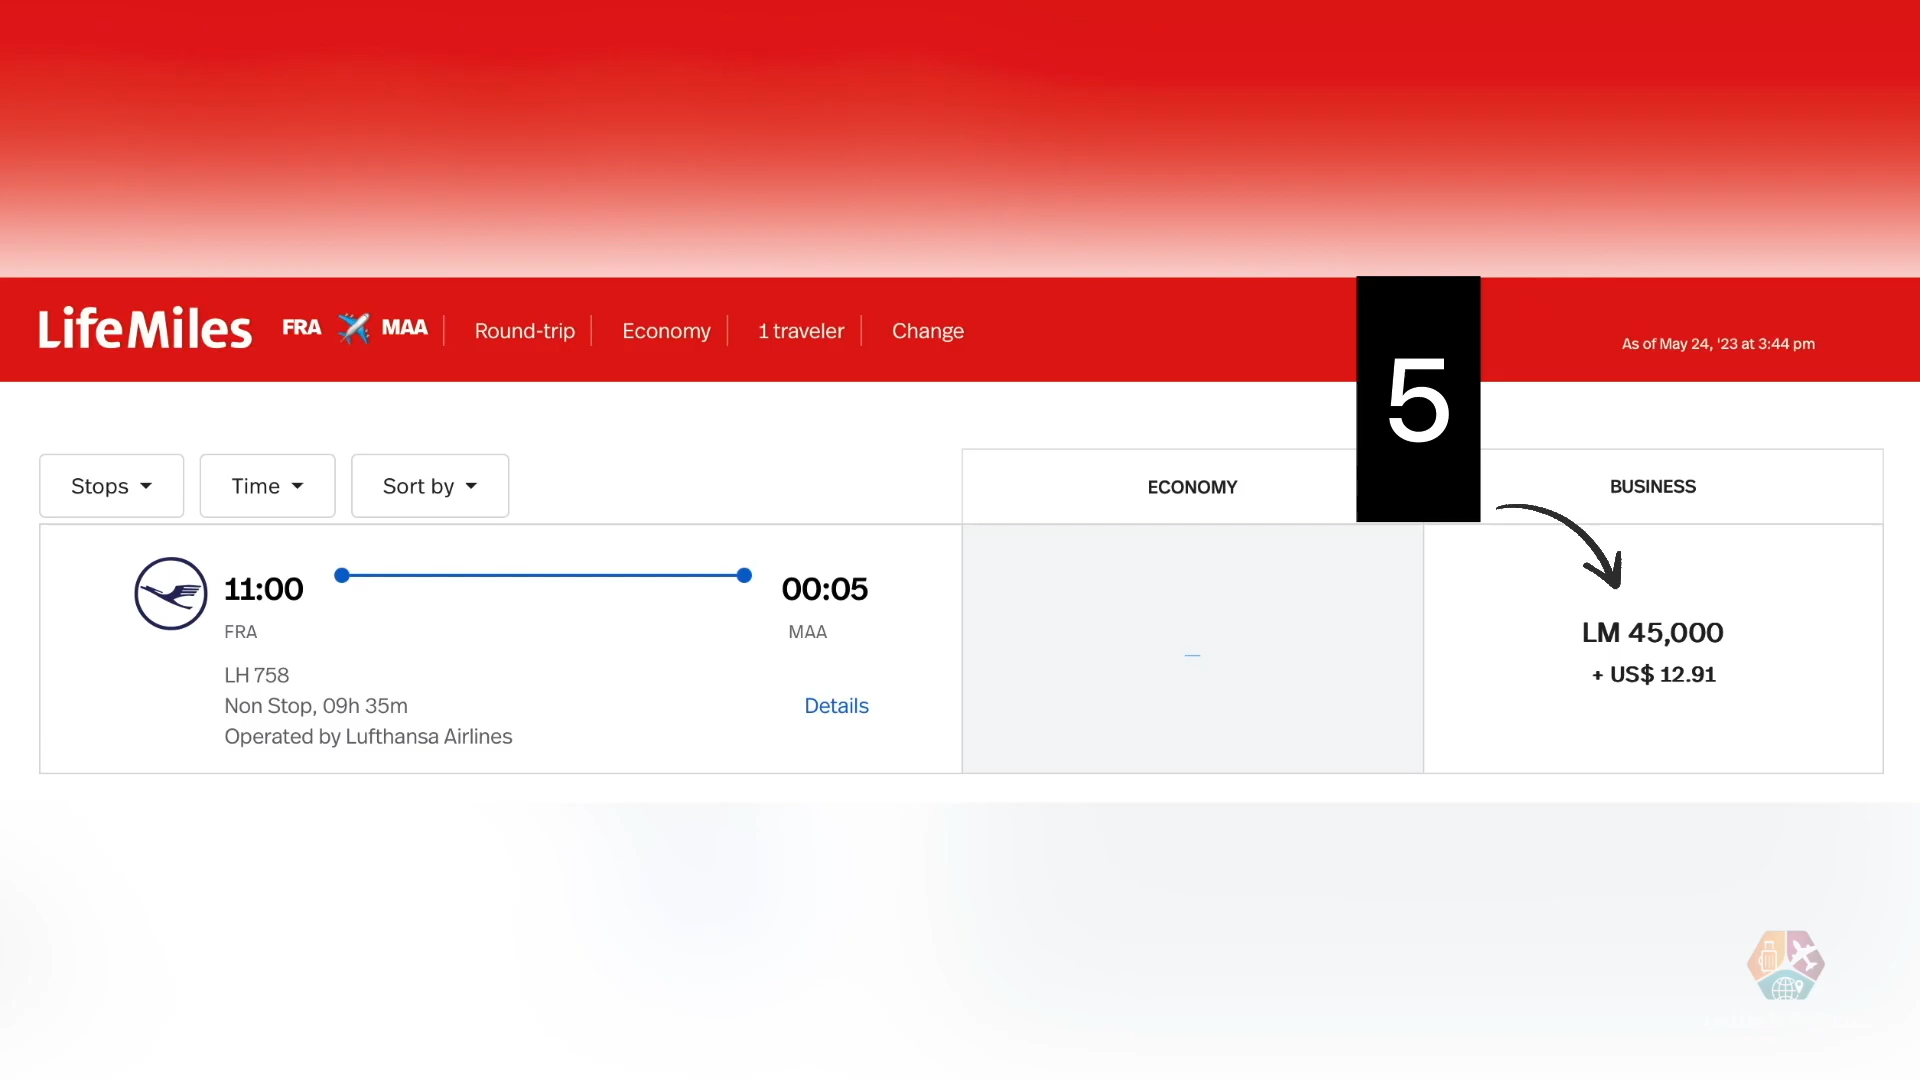 LifeMiles
FRA ✈️ MAA
Round-trip
Economy
1 traveler
Change
As of May 24, '23 at 3:44 pm
5
Stops
Time
Sort by
ECONOMY
BUSINESS
11:00
00:05
FRA
MAA
LH 758
Non Stop, 09h 35m
Details
Operated by Lufthansa Airlines
—
LM 45,000
+ US$ 12.91